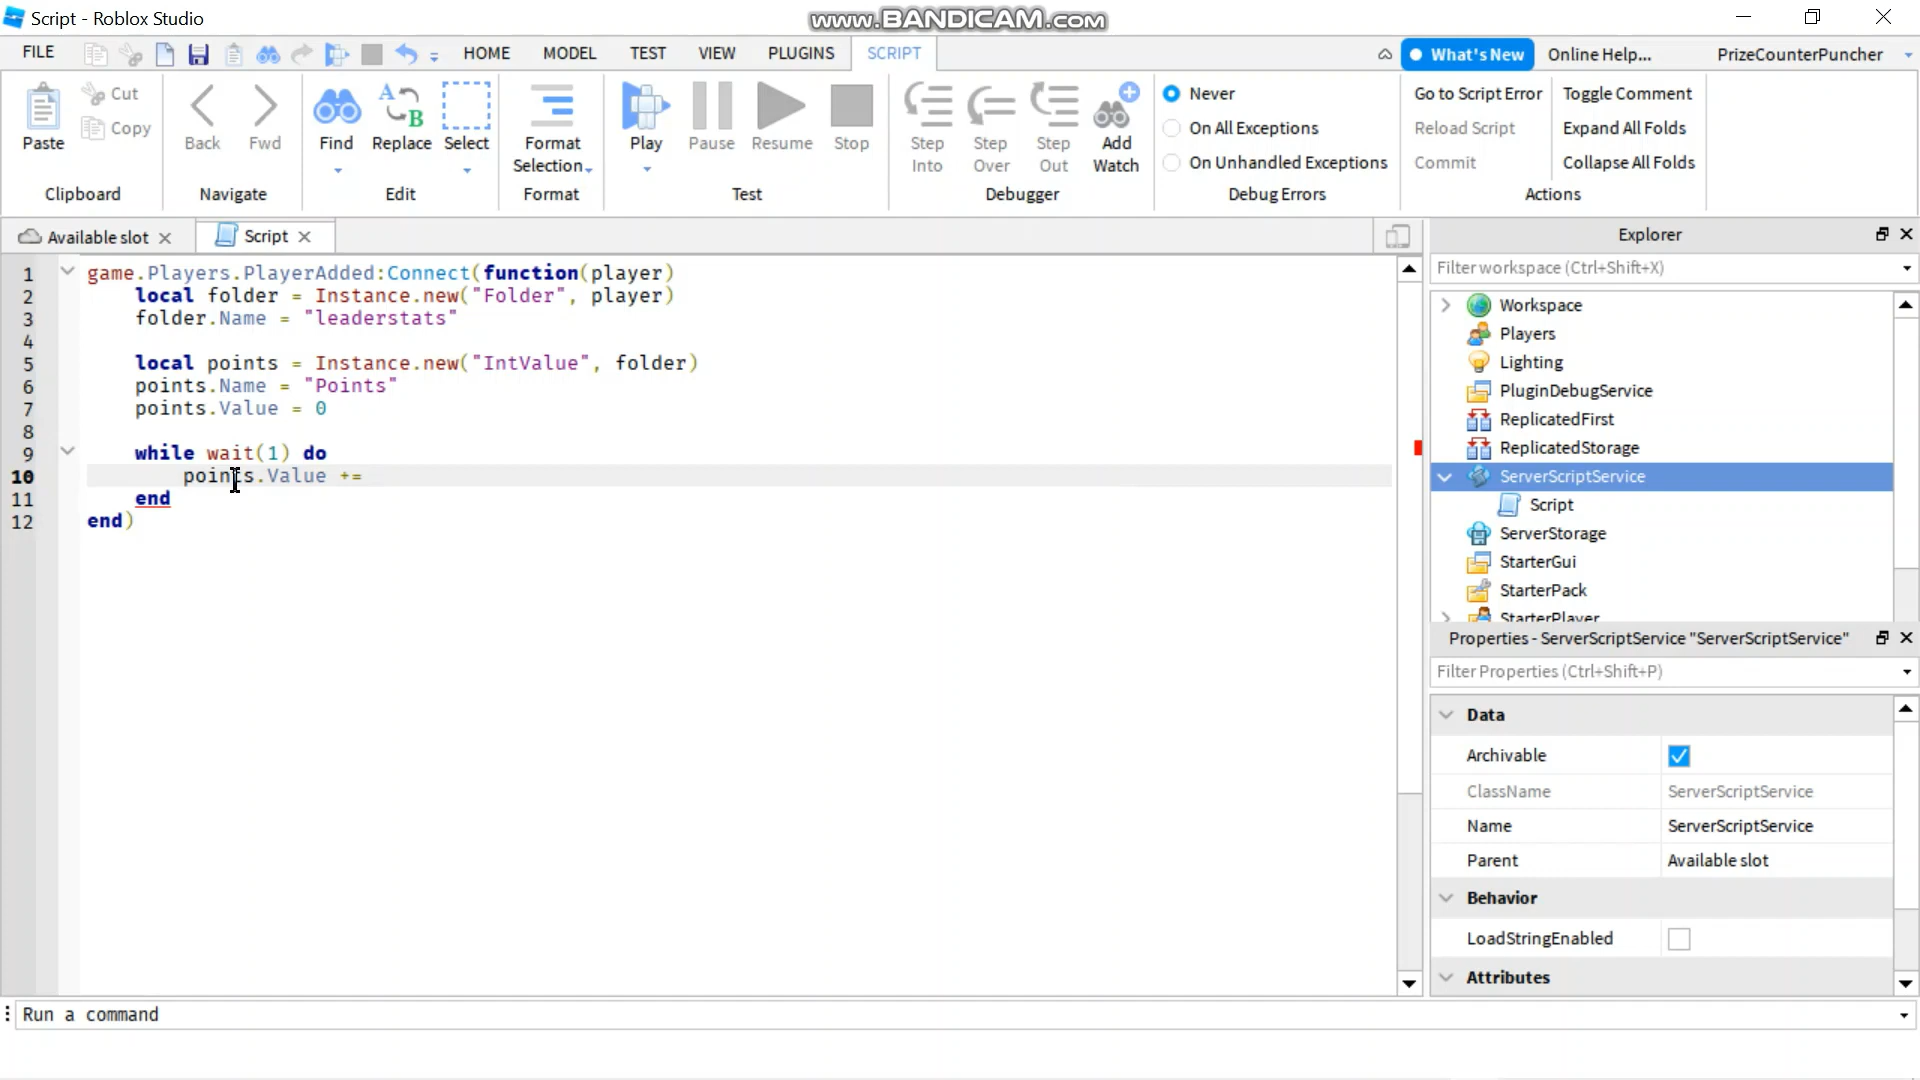 Script - Roblox Studio
www.BANDICAM.com
FILE
HOME
MODEL
TEST
VIEW
PLUGINS
SCRIPT
What's New
Online Help...
PrizeCounterPuncher
Paste
Cut
Copy
Clipboard
Back
Fwd
Navigate
Find
Replace
Select
Edit
Format
Selection
Format
Play
Pause
Resume
Stop
Test
Step
Into
Step
Over
Step
Out
Add
Watch
Debugger
Never
On All Exceptions
On Unhandled Exceptions
Debug Errors
Go to Script Error
Reload Script
Commit
Toggle Comment
Expand All Folds
Collapse All Folds
Actions
Available slot
Script
1 game.Players.PlayerAdded:Connect(function(player)
2 local folder = Instance.new("Folder", player)
3 folder.Name = "leaderstats"
4
5 local points = Instance.new("IntValue", folder)
6 points.Name = "Points"
7 points.Value = 0
8
9 while wait(1) do
10 points.Value +=
11 end
12 end)
Explorer
Filter workspace (Ctrl+Shift+X)
Workspace
Players
Lighting
PluginDebugService
ReplicatedFirst
ReplicatedStorage
ServerScriptService
Script
ServerStorage
StarterGui
StarterPack
StarterPlayer
Properties - ServerScriptService "ServerScriptService"
Filter Properties (Ctrl+Shift+P)
Data
Archivable
ClassName ServerScriptService
Name ServerScriptService
Parent Available slot
Behavior
LoadStringEnabled
Attributes
Run a command